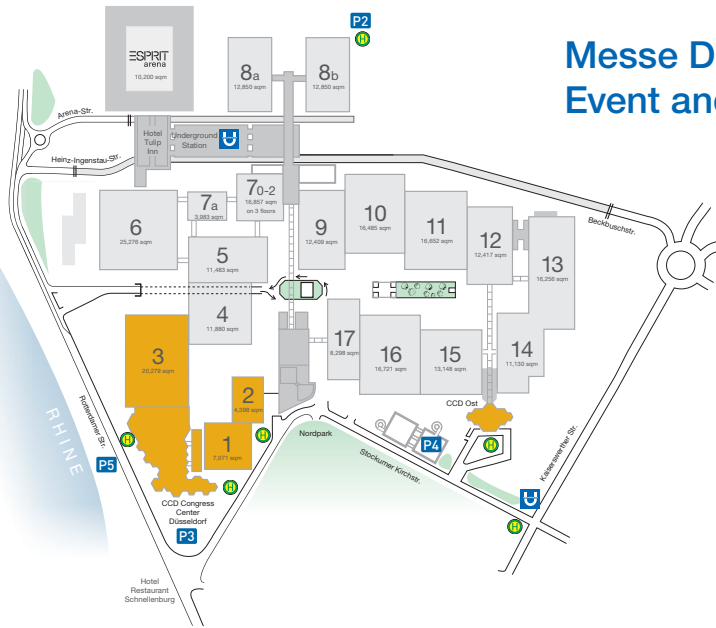 P2
H
Messe D
Event and
ESPRIT
arena
10,200 sqm
8a
12,850 sqm
8b
12,850 sqm
Arena-Str.
Hotel
Tulip
Inn
Underground
Station
U
Heinz-Ingenstau-Str.
Beckbuschstr.
6
25,276 sqm
7a
3,983 sqm
70-2
16,857 sqm
on 3 floors
9
12,409 sqm
10
16,485 sqm
11
16,652 sqm
12
12,417 sqm
13
16,256 sqm
5
11,483 sqm
4
11,880 sqm
3
20,279 sqm
17
8,298 sqm
16
16,721 sqm
15
13,148 sqm
14
11,130 sqm
2
4,398 sqm
1
7,071 sqm
CCD Ost
RHINE
Rotterdamer Str.
H
H
H
H
H
P5
P4
Nordpark
Stockumer Kirchstr.
Kaiserswerther Str.
U
CCD Congress
Center
Düsseldorf
P3
Hotel
Restaurant
Schnellenburg